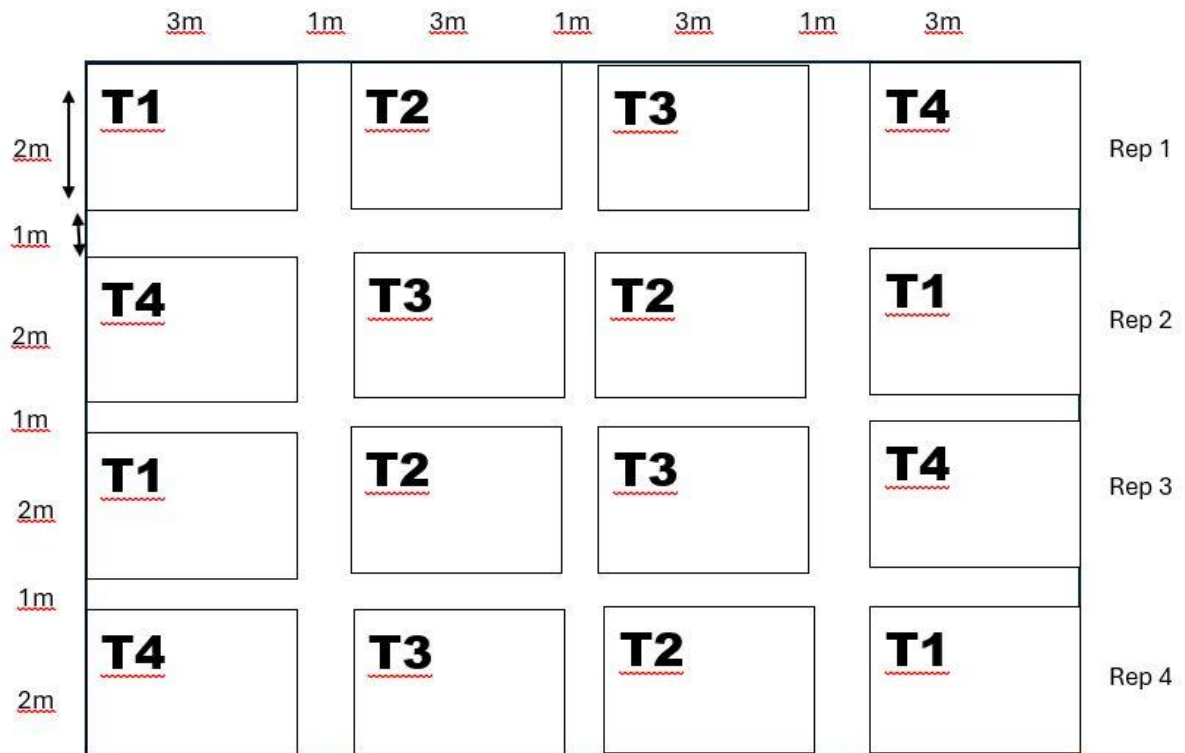 3m 1m 3m 1m 3m 1m 3m
T1 T2 T3 T4
2m Rep 1
1m
T4 T3 T2 T1
2m Rep 2
1m
T1 T2 T3 T4
2m Rep 3
1m
T4 T3 T2 T1
2m Rep 4